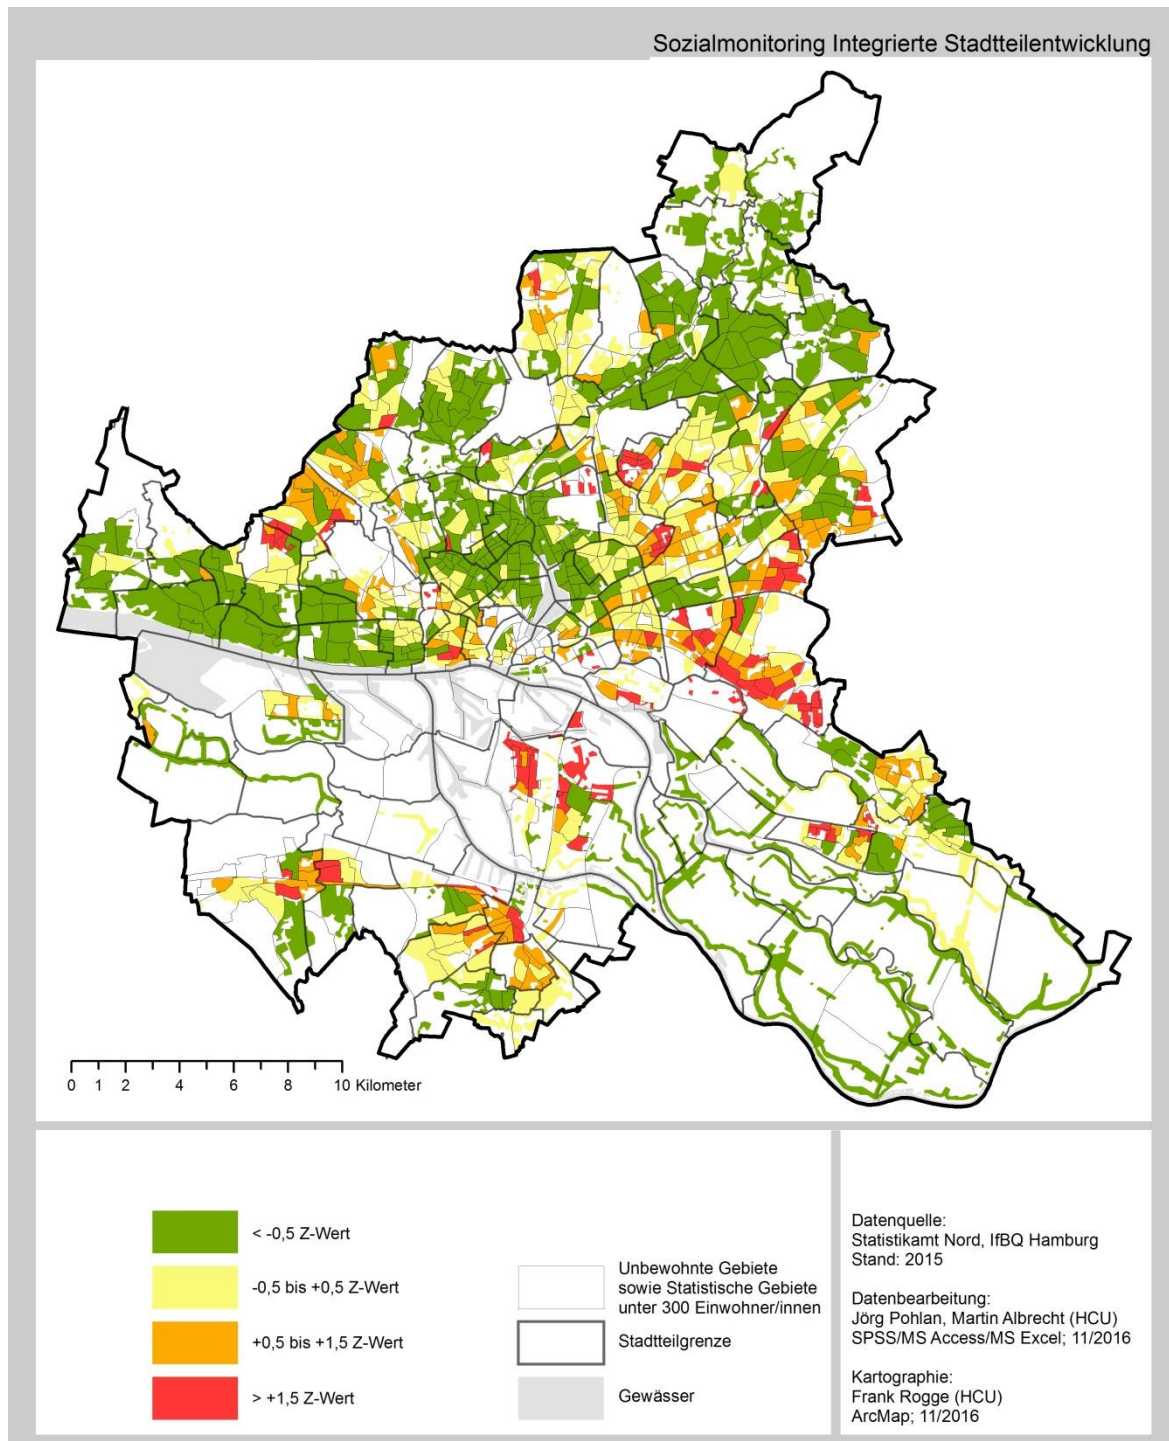 Sozialmonitoring Integrierte Stadtteilentwicklung
0 1 2 4 6 8 10 Kilometer
< -0,5 Z-Wert
-0,5 bis +0,5 Z-Wert
+0,5 bis +1,5 Z-Wert
> +1,5 Z-Wert
Unbewohnte Gebiete
sowie Statistische Gebiete
unter 300 Einwohner/innen
Stadtteilgrenze
Gewässer
Datenquelle:
Statistikamt Nord, IfBQ Hamburg
Stand: 2015
Datenbearbeitung:
Jörg Pohlan, Martin Albrecht (HCU)
SPSS/MS Access/MS Excel; 11/2016
Kartographie:
Frank Rogge (HCU)
ArcMap; 11/2016